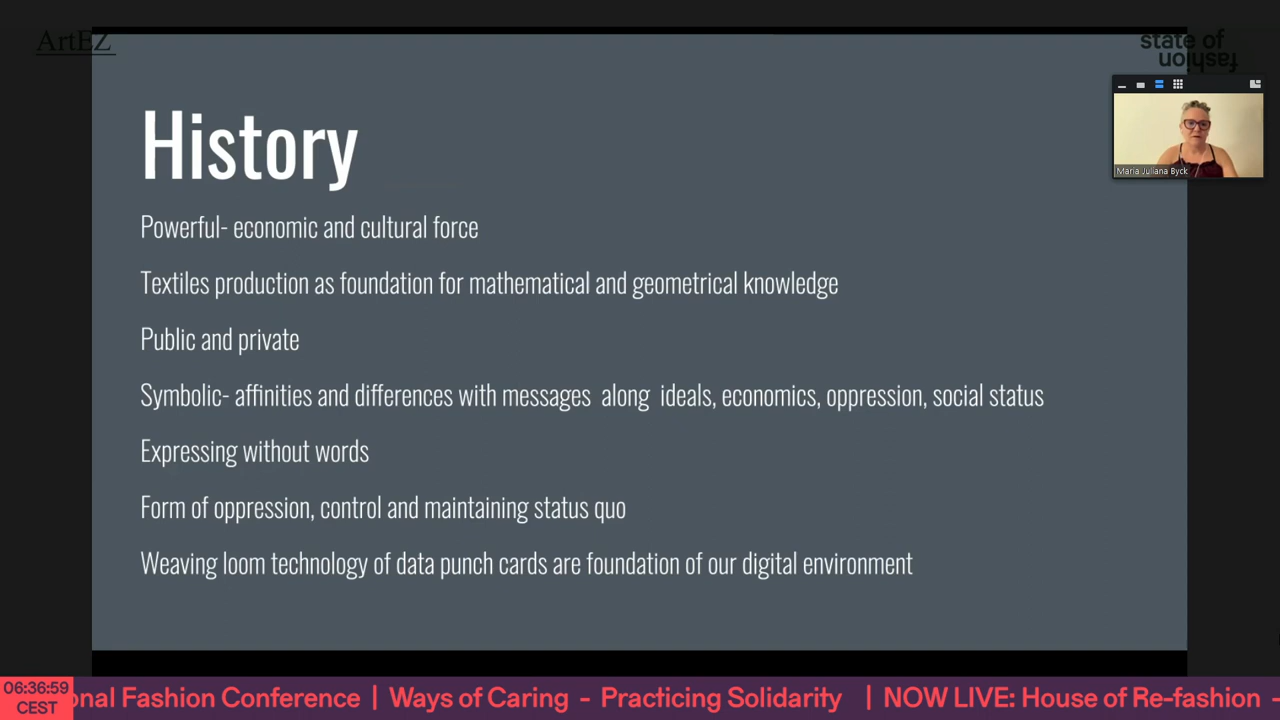 ArtEZ
state of
fashion
Maria Juliana Byck
History
Powerful- economic and cultural force
Textiles production as foundation for mathematical and geometrical knowledge
Public and private
Symbolic- affinities and differences with messages  along  ideals, economics, oppression, social status
Expressing without words
Form of oppression, control and maintaining status quo
Weaving loom technology of data punch cards are foundation of our digital environment
06:36:59
CEST
onal Fashion Conference | Ways of Caring - Practicing Solidarity | NOW LIVE: House of Re-fashion -